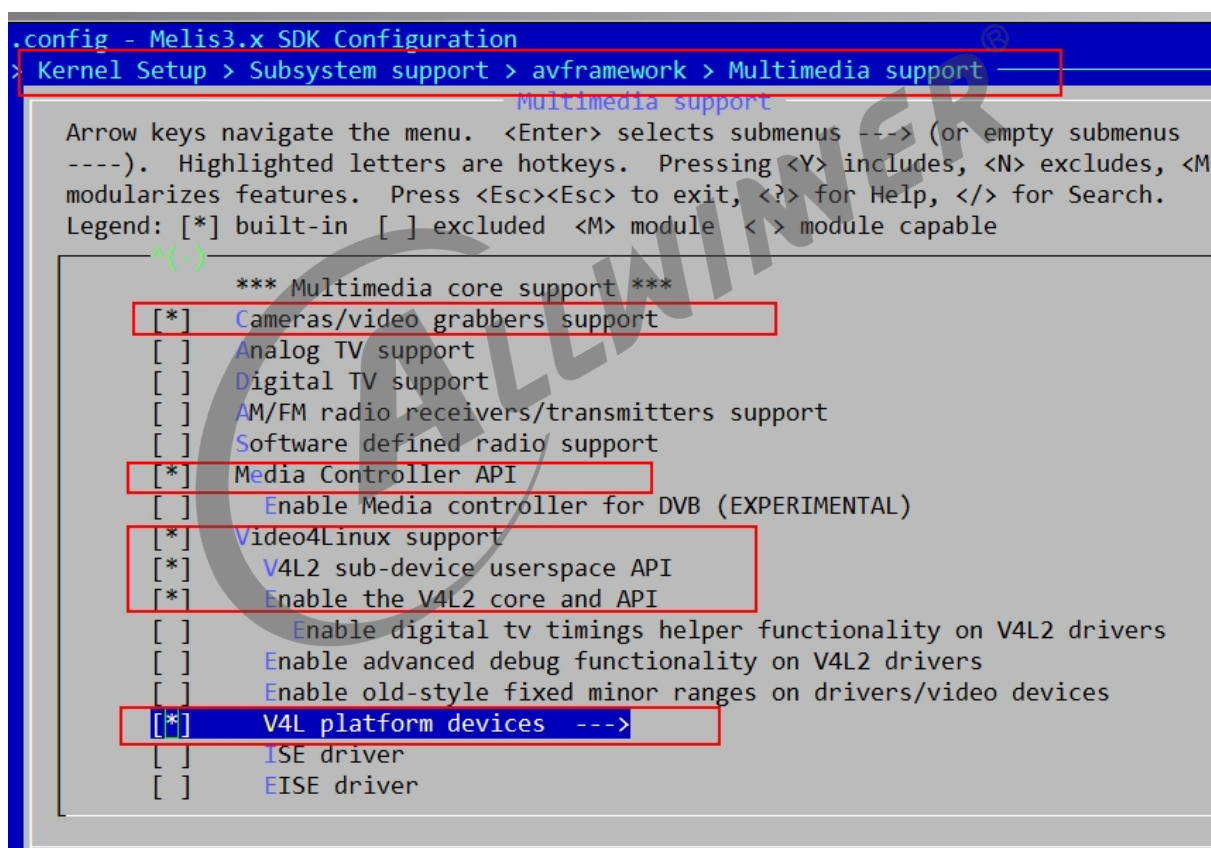 .config - Melis3.x SDK Configuration
> Kernel Setup > Subsystem support > avframework > Multimedia support
Multimedia support
Arrow keys navigate the menu. <Enter> selects submenus ---> (or empty submenus
----). Highlighted letters are hotkeys. Pressing <Y> includes, <N> excludes, <M
modularizes features. Press <Esc><Esc> to exit, <?> for Help, </> for Search.
Legend: [*] built-in [ ] excluded <M> module < > module capable
^(-)
*** Multimedia core support ***
[*] Cameras/video grabbers support
[ ] Analog TV support
[ ] Digital TV support
[ ] AM/FM radio receivers/transmitters support
[ ] Software defined radio support
[*] Media Controller API
[ ] Enable Media controller for DVB (EXPERIMENTAL)
[*] Video4Linux support
[*] V4L2 sub-device userspace API
[*] Enable the V4L2 core and API
[ ] Enable digital tv timings helper functionality on V4L2 drivers
[ ] Enable advanced debug functionality on V4L2 drivers
[ ] Enable old-style fixed minor ranges on drivers/video devices
[*] V4L platform devices --->
[ ] ISE driver
[ ] EISE driver
ALLWINNER®